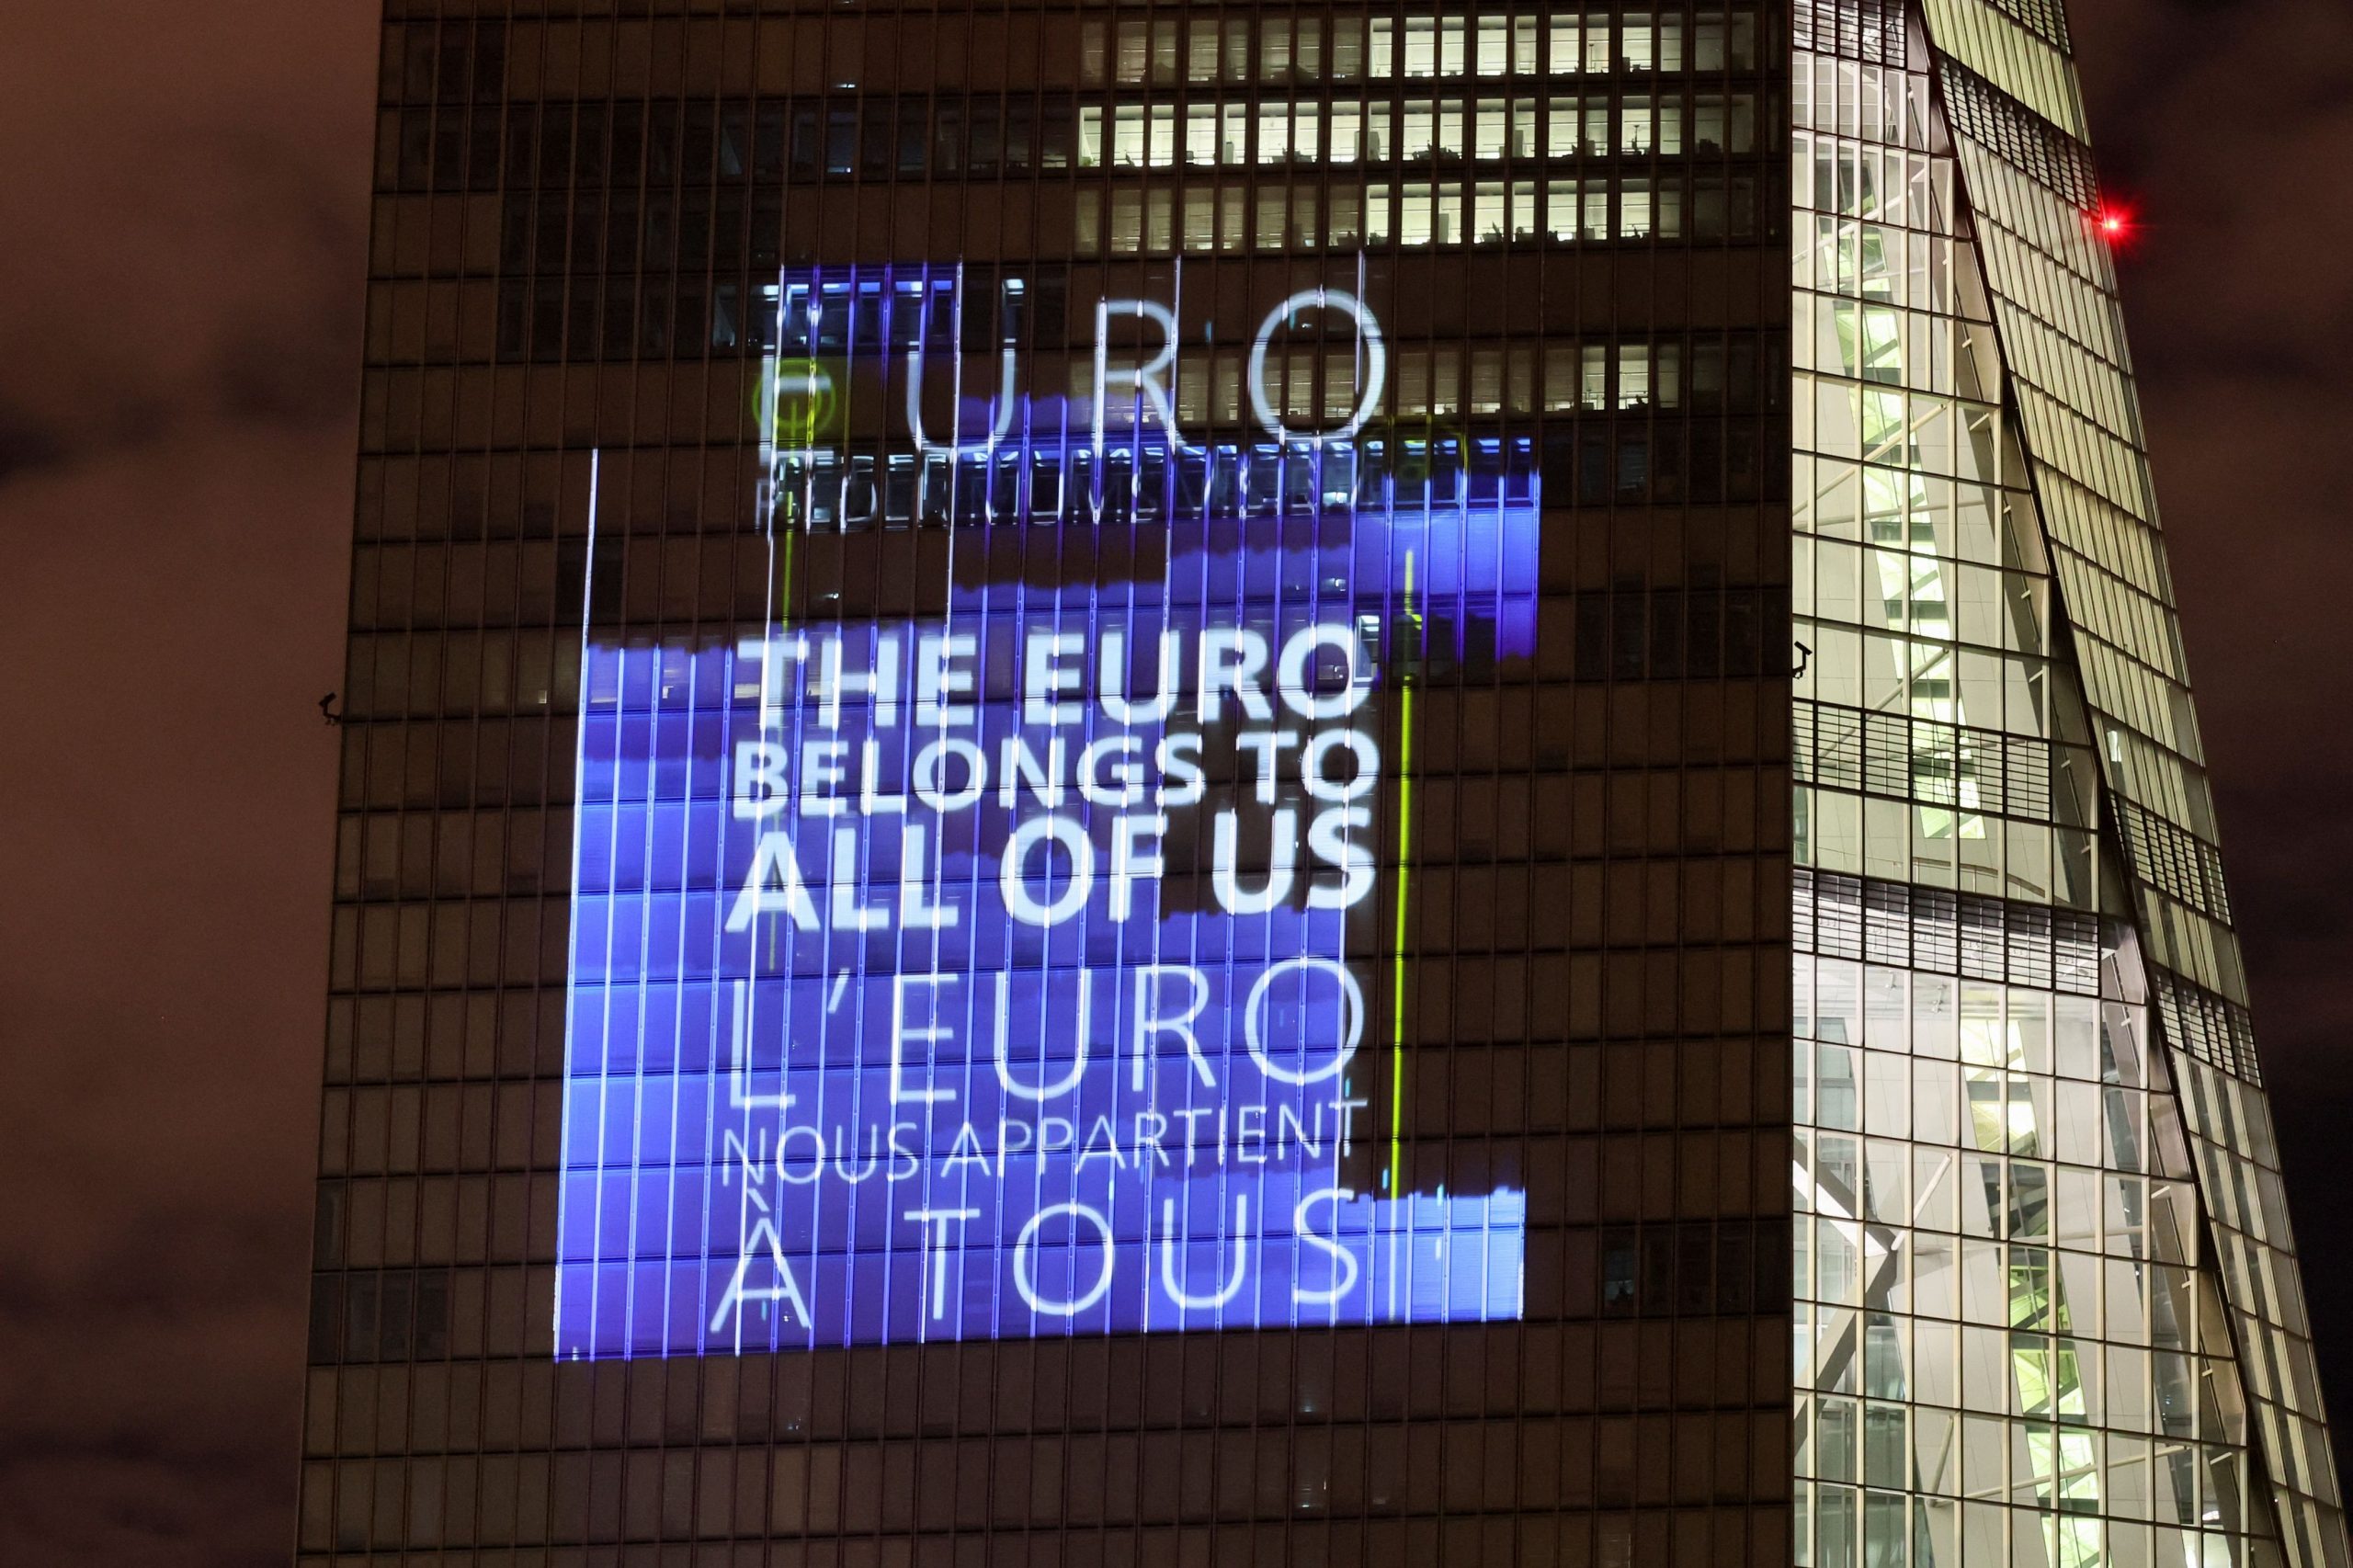 EURO
THE EURO
BELONGS TO
ALL OF US
L'EURO
NOUS APPARTIENT
À TOUS